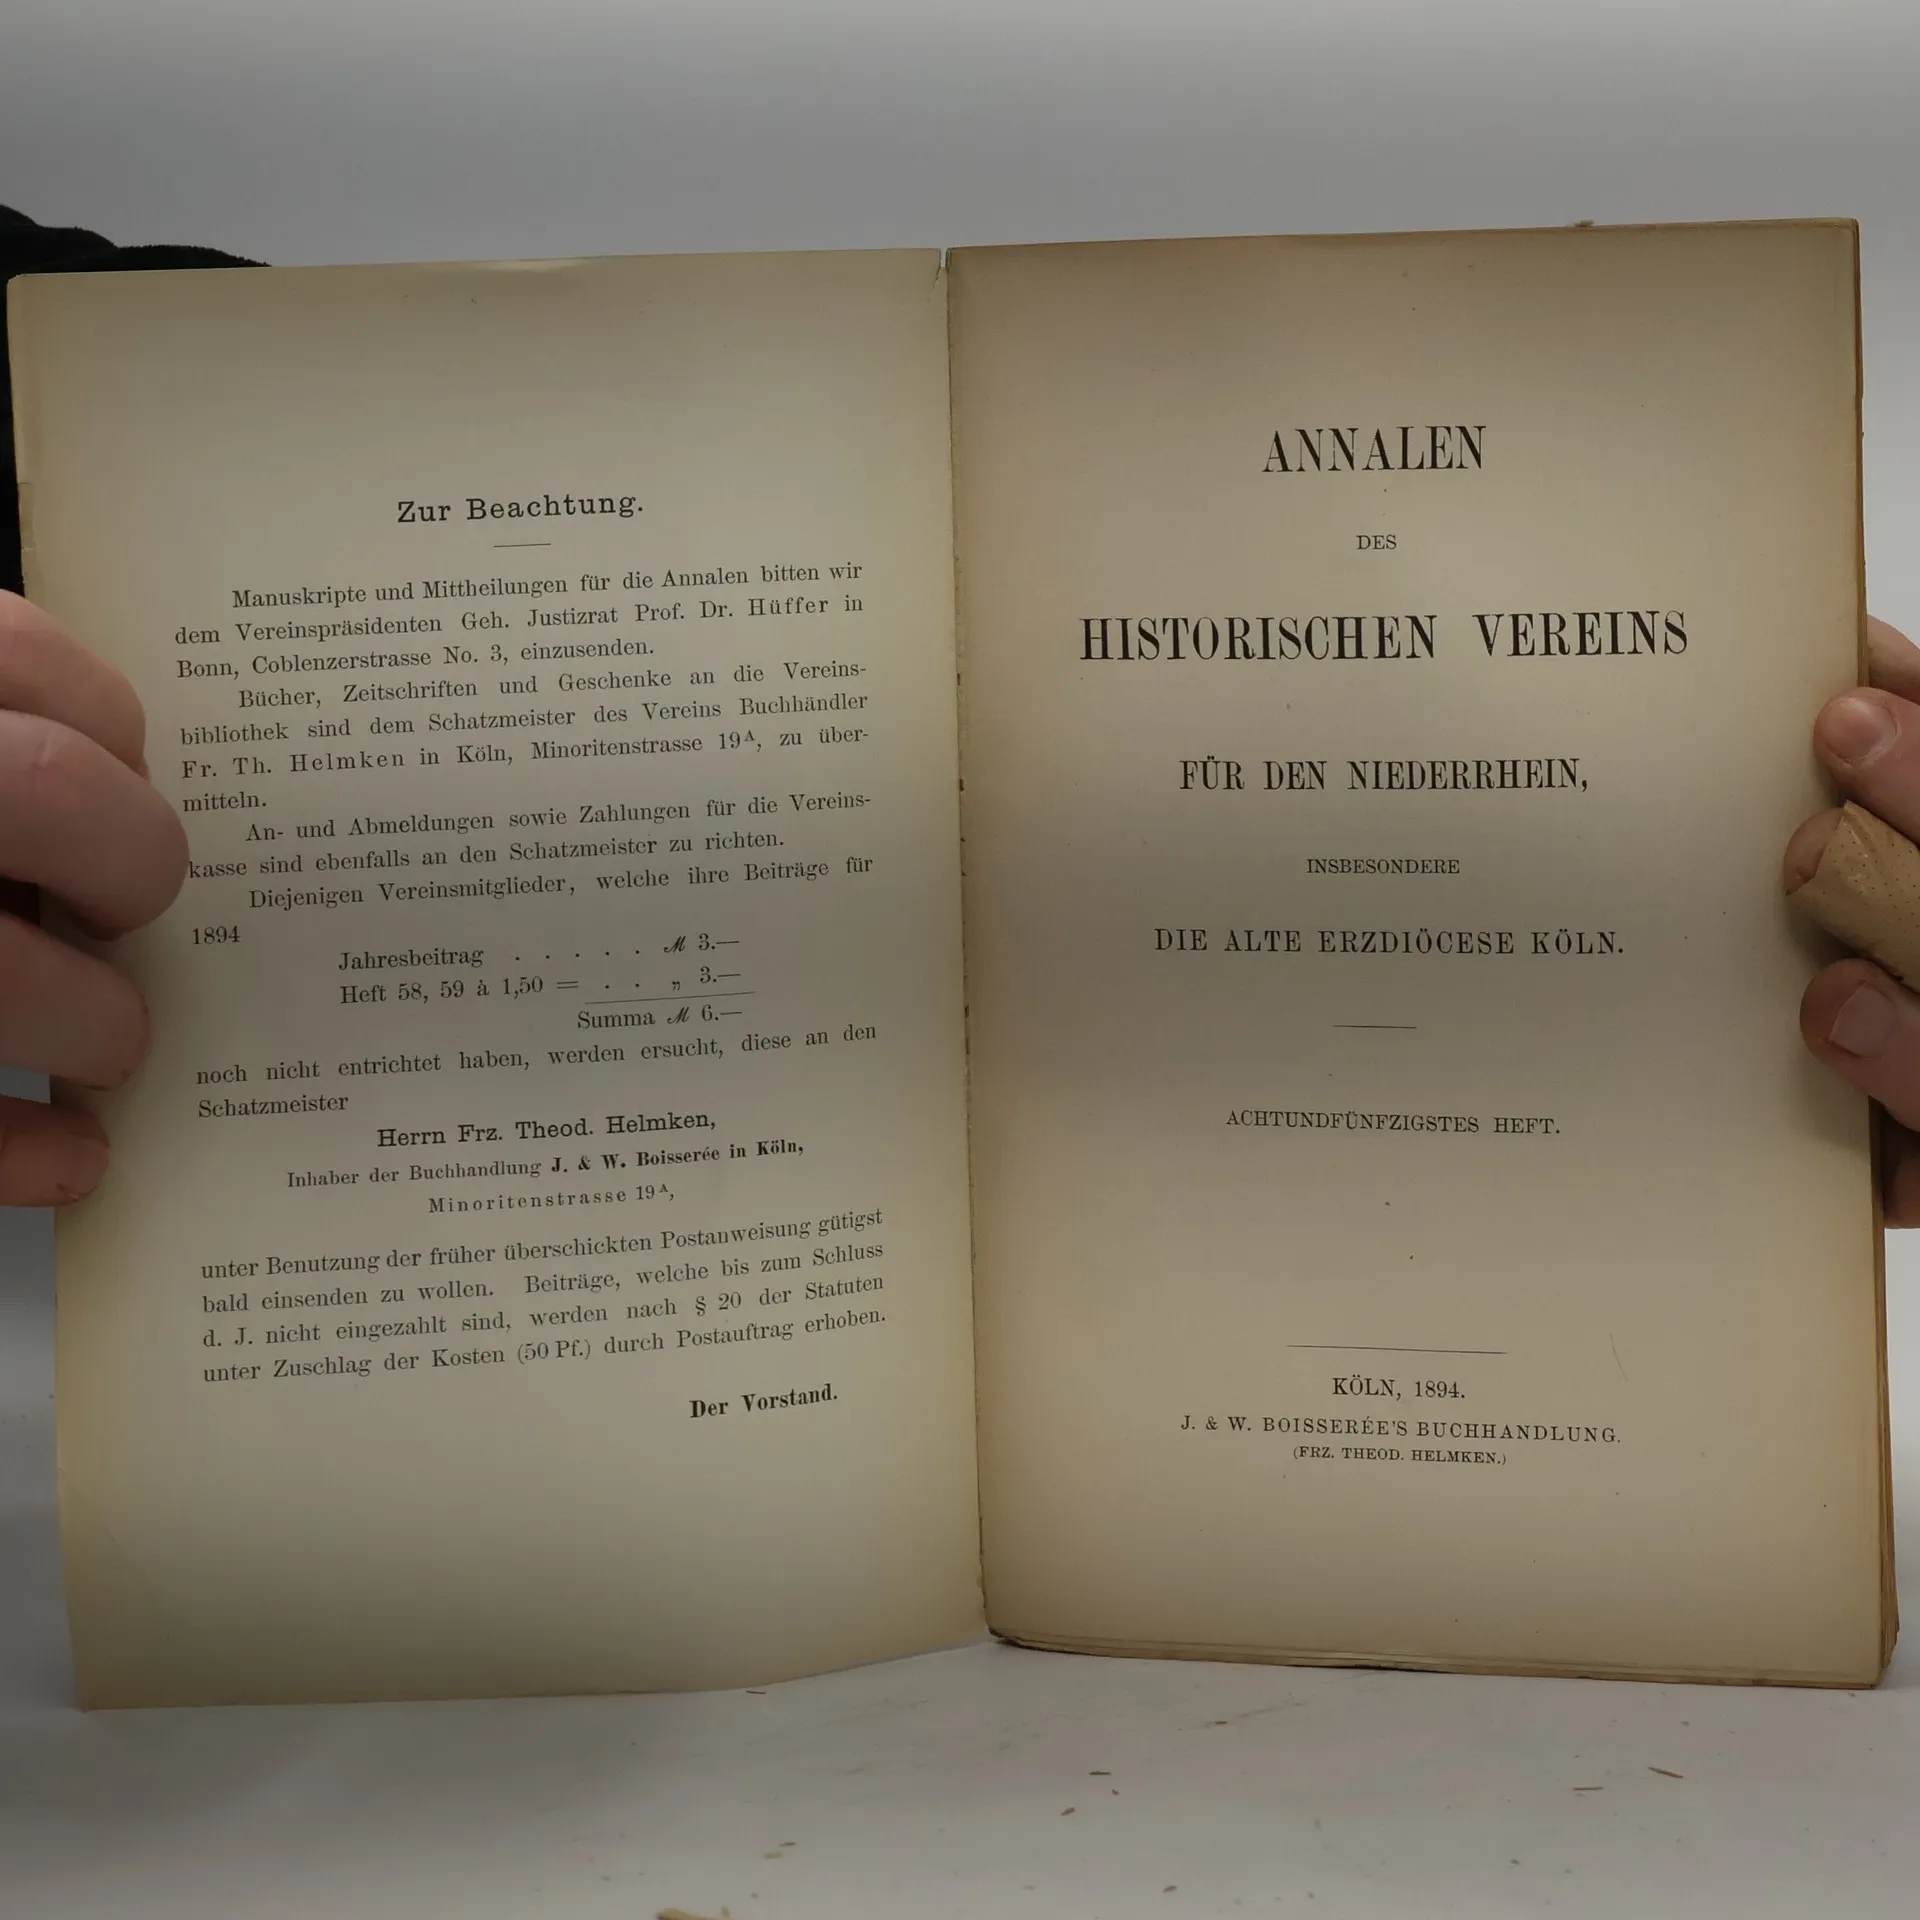 Zur Beachtung.
Manuskripte und Mittheilungen für die Annalen bitten wir
dem Vereinspräsidenten Geh. Justizrat Prof. Dr. Hüffer in
Bonn, Coblenzerstrasse No. 3, einzusenden.
Bücher, Zeitschriften und Geschenke an die Vereins-
bibliothek sind dem Schatzmeister des Vereins Buchhändler
Fr. Th. Helmken in Köln, Minoritenstrasse 19ᴬ, zu über-
mitteln.
An- und Abmeldungen sowie Zahlungen für die Vereins-
kasse sind ebenfalls an den Schatzmeister zu richten.
Diejenigen Vereinsmitglieder, welche ihre Beiträge für
1894
Jahresbeitrag . . . . . ℳ 3.—
Heft 58, 59 à 1,50 = . . „ 3.—
Summa ℳ 6.—
noch nicht entrichtet haben, werden ersucht, diese an den
Schatzmeister
Herrn Frz. Theod. Helmken,
Inhaber der Buchhandlung J. & W. Boisserée in Köln,
Minoritenstrasse 19ᴬ,
unter Benutzung der früher überschickten Postanweisung gütigst
bald einsenden zu wollen. Beiträge, welche bis zum Schluss
d. J. nicht eingezahlt sind, werden nach § 20 der Statuten
unter Zuschlag der Kosten (50 Pf.) durch Postauftrag erhoben.
Der Vorstand.
ANNALEN
DES
HISTORISCHEN VEREINS
FÜR DEN NIEDERRHEIN,
INSBESONDERE
DIE ALTE ERZDIÖCESE KÖLN.
ACHTUNDFÜNFZIGSTES HEFT.
KÖLN, 1894.
J. & W. BOISSERÉE'S BUCHHANDLUNG.
(FRZ. THEOD. HELMKEN.)